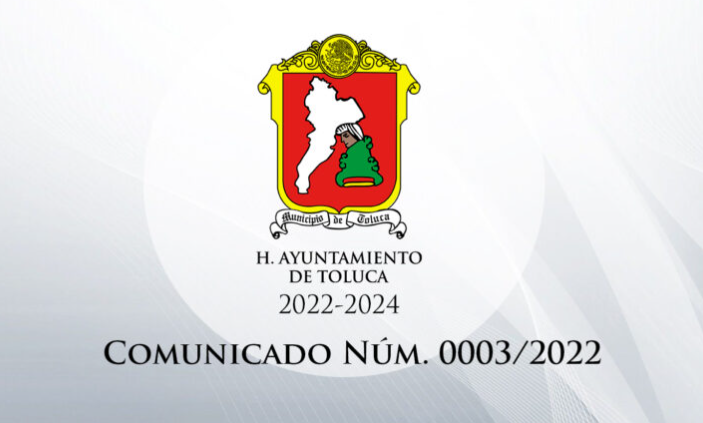 Municipio de Toluca
H. AYUNTAMIENTO
DE TOLUCA
2022-2024
COMUNICADO NÚM. 0003/2022